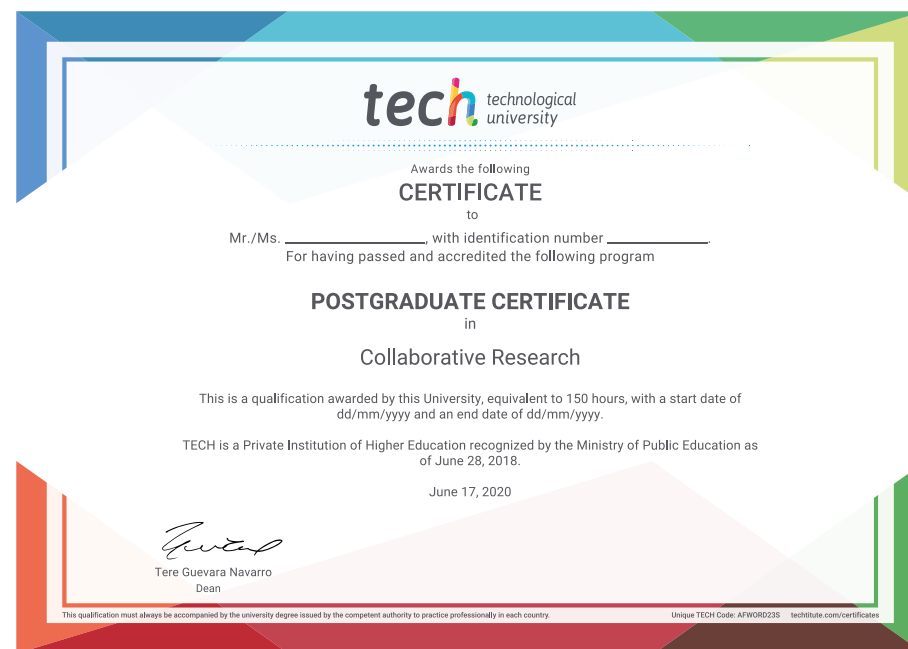 tech technological
university
Awards the following
CERTIFICATE
to
Mr./Ms. ____________________, with identification number ______________.
For having passed and accredited the following program
POSTGRADUATE CERTIFICATE
in
Collaborative Research
This is a qualification awarded by this University, equivalent to 150 hours, with a start date of
dd/mm/yyyy and an end date of dd/mm/yyyy.
TECH is a Private Institution of Higher Education recognized by the Ministry of Public Education as
of June 28, 2018.
June 17, 2020
Tere Guevara Navarro
Dean
This qualification must always be accompanied by the university degree issued by the competent authority to practice professionally in each country.
Unique TECH Code: AFWORD23S techtitute.com/certificates